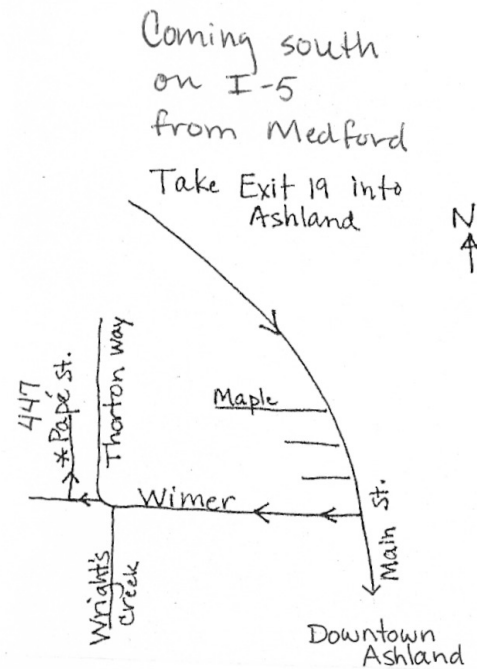 Coming south
on I-5
from Medford
Take Exit 19 into
Ashland
N
Maple
Thorton Way
447
* Papé St.
Wimer
Wright's
Creek
Main St.
Downtown
Ashland